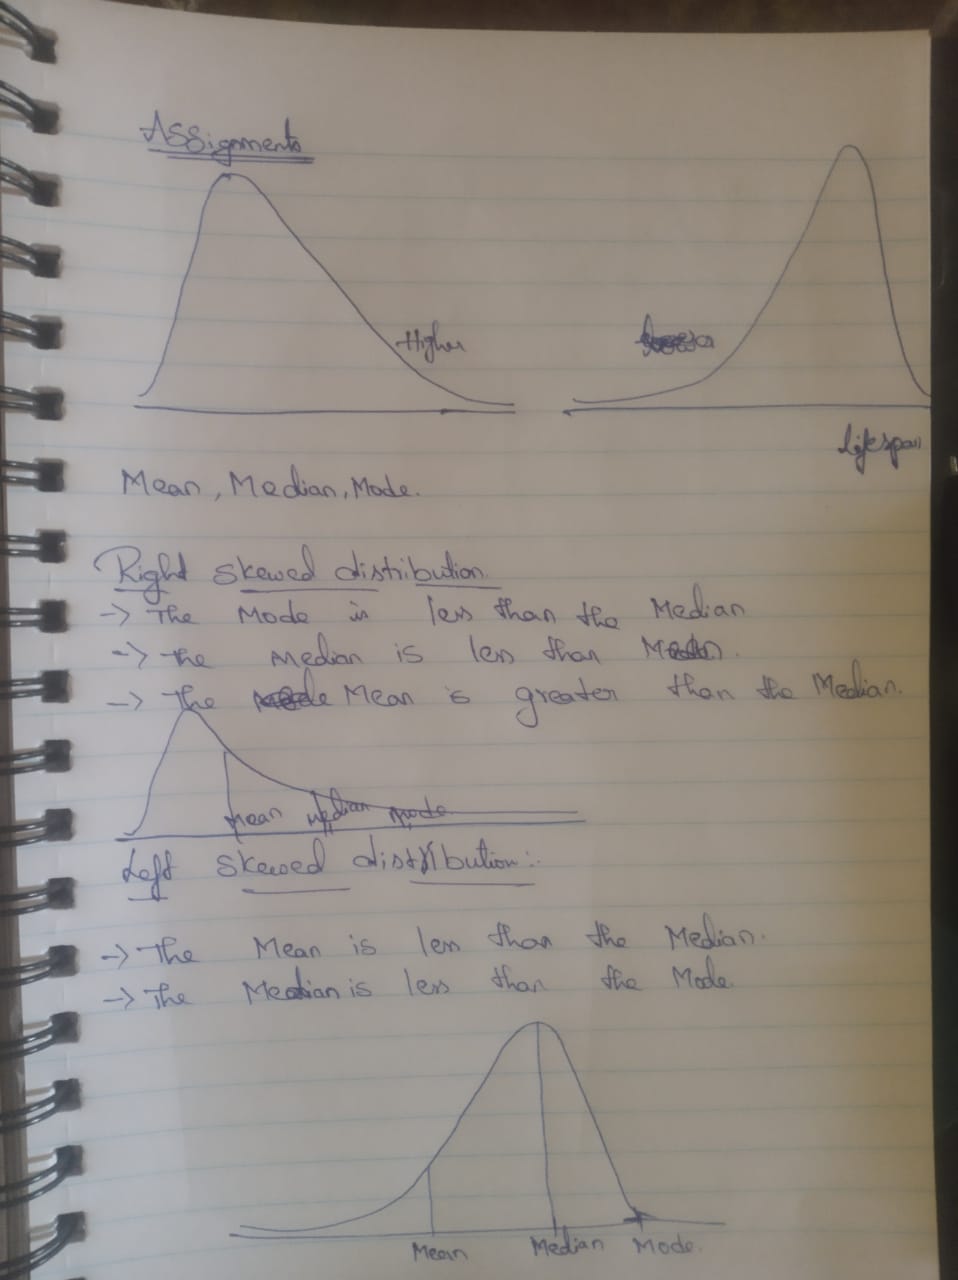 Assignments
Higher
Lifespan
Mean, Median, Mode.
Right skewed distribution.
-> The Mode is less than the Median
-> The Median is less than Mean.
-> The Mean is greater than the Median.
Mean Median Mode
Left skewed distribution:
-> The Mean is less than the Median.
-> The Median is less than the Mode.
Mean Median Mode.